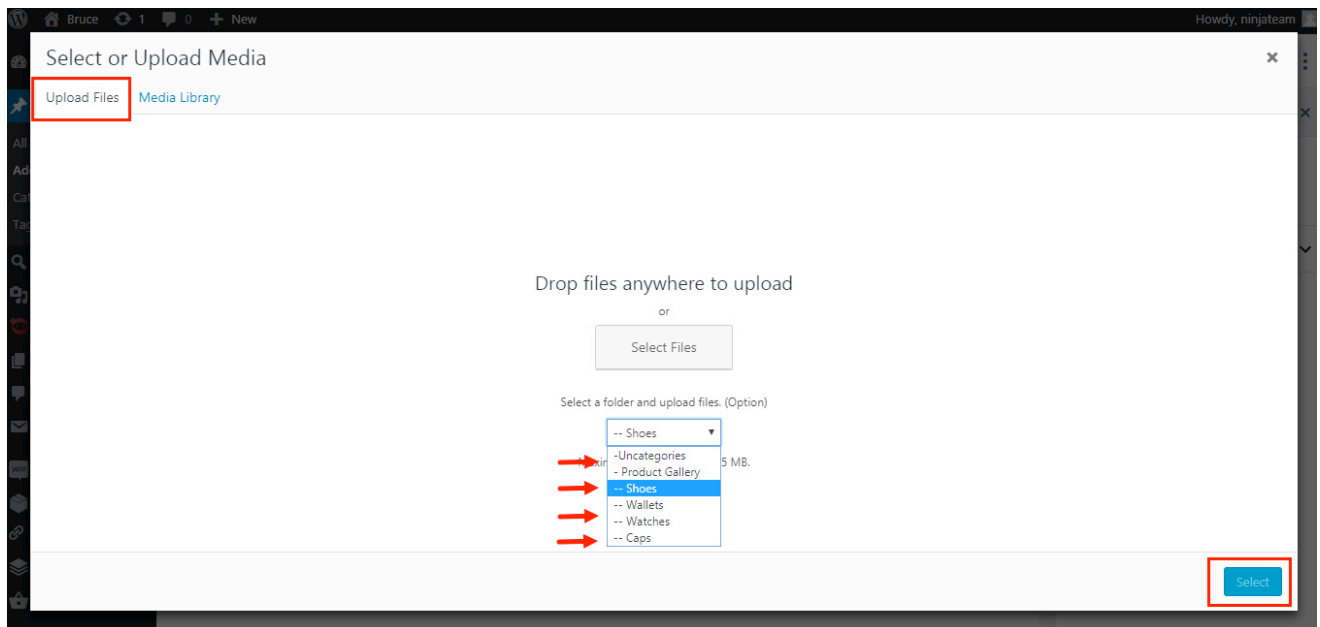 Bruce 1 0 New Howdy, ninjateam
Select or Upload Media
Upload Files Media Library
All
Drop files anywhere to upload
or
Select Files
Select a folder and upload files. (Option)
-- Shoes
-Uncategories
5 MB.
- Product Gallery
-- Shoes
-- Wallets
-- Watches
-- Caps
Select